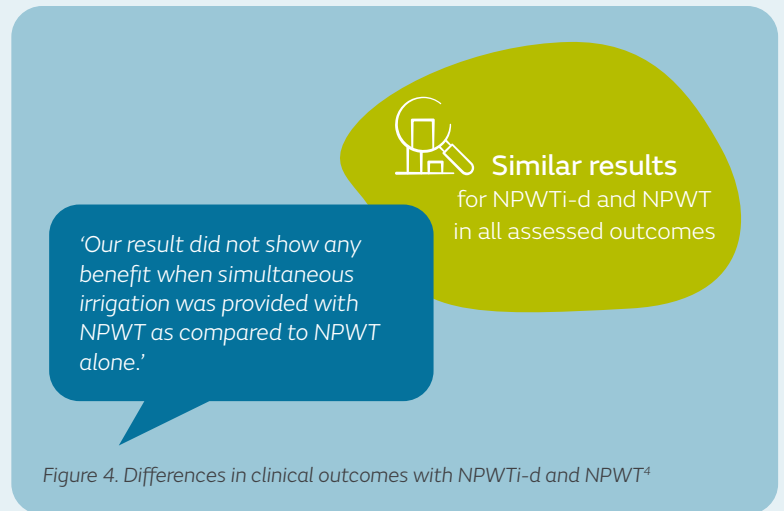 Similar results
for NPWTi-d and NPWT
in all assessed outcomes
‘Our result did not show any
benefit when simultaneous
irrigation was provided with
NPWT as compared to NPWT
alone.’
Figure 4. Differences in clinical outcomes with NPWTi-d and NPWT⁴